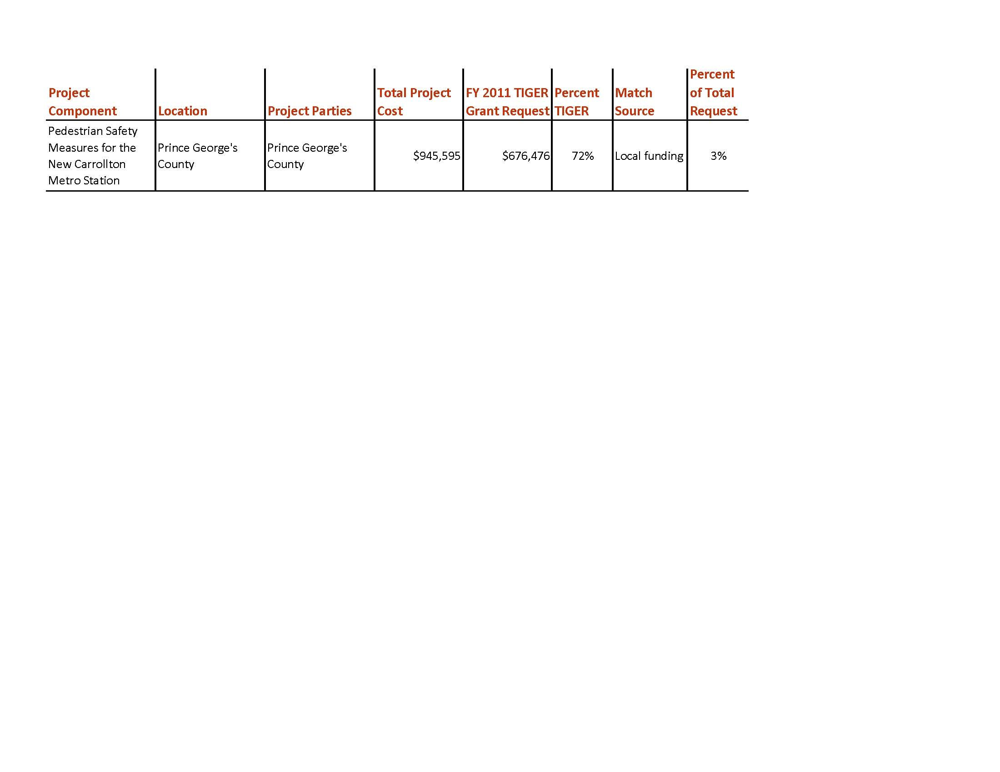 Project Component	Location	Project Parties	Total Project Cost	FY 2011 TIGER Grant Request	Percent TIGER	Match Source	Percent of Total Request
Pedestrian Safety Measures for the New Carrollton Metro Station	Prince George's County	Prince George's County	$945,595	$676,476	72%	Local funding	3%